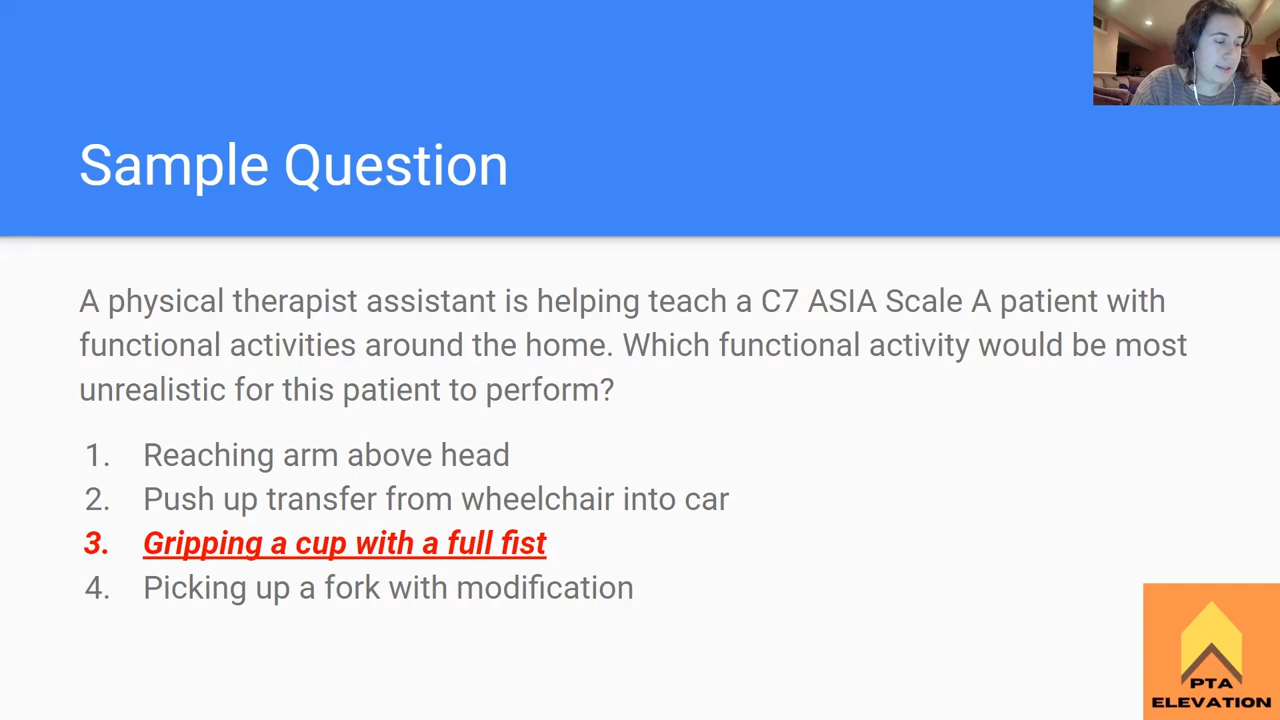 Sample Question
A physical therapist assistant is helping teach a C7 ASIA Scale A patient with
functional activities around the home. Which functional activity would be most
unrealistic for this patient to perform?
1. Reaching arm above head
2. Push up transfer from wheelchair into car
3. Gripping a cup with a full fist
4. Picking up a fork with modification
PTA
ELEVATION